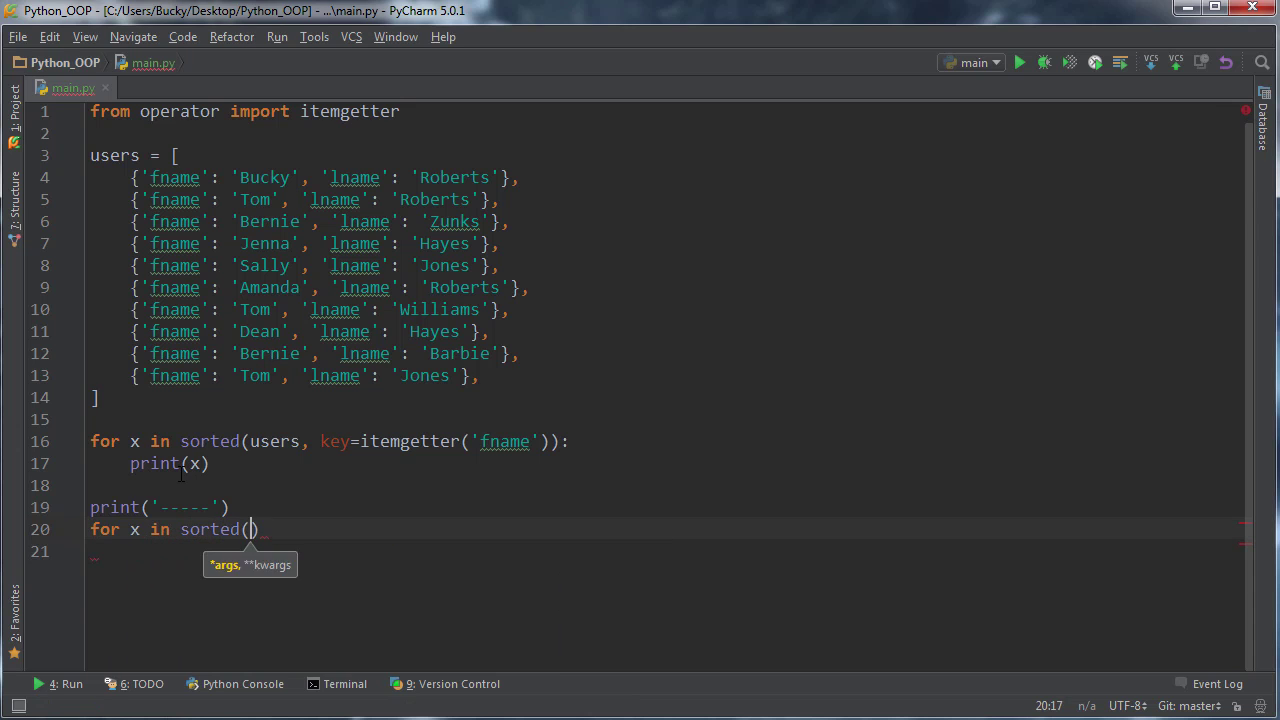 Python_OOP - [C:/Users/Bucky/Desktop/Python_OOP] - ...\main.py - PyCharm 5.0.1
File Edit View Navigate Code Refactor Run Tools VCS Window Help
Python_OOP main.py main VCS VCS
main.py
1: Project
7: Structure
2: Favorites
Database
1 from operator import itemgetter
2
3 users = [
4 {'fname': 'Bucky', 'lname': 'Roberts'},
5 {'fname': 'Tom', 'lname': 'Roberts'},
6 {'fname': 'Bernie', 'lname': 'Zunks'},
7 {'fname': 'Jenna', 'lname': 'Hayes'},
8 {'fname': 'Sally', 'lname': 'Jones'},
9 {'fname': 'Amanda', 'lname': 'Roberts'},
10 {'fname': 'Tom', 'lname': 'Williams'},
11 {'fname': 'Dean', 'lname': 'Hayes'},
12 {'fname': 'Bernie', 'lname': 'Barbie'},
13 {'fname': 'Tom', 'lname': 'Jones'},
14 ]
15
16 for x in sorted(users, key=itemgetter('fname')):
17 print(x)
18
19 print('-----')
20 for x in sorted()
21
*args, **kwargs
4: Run 6: TODO Python Console Terminal 9: Version Control Event Log
20:17 n/a UTF-8 Git: master